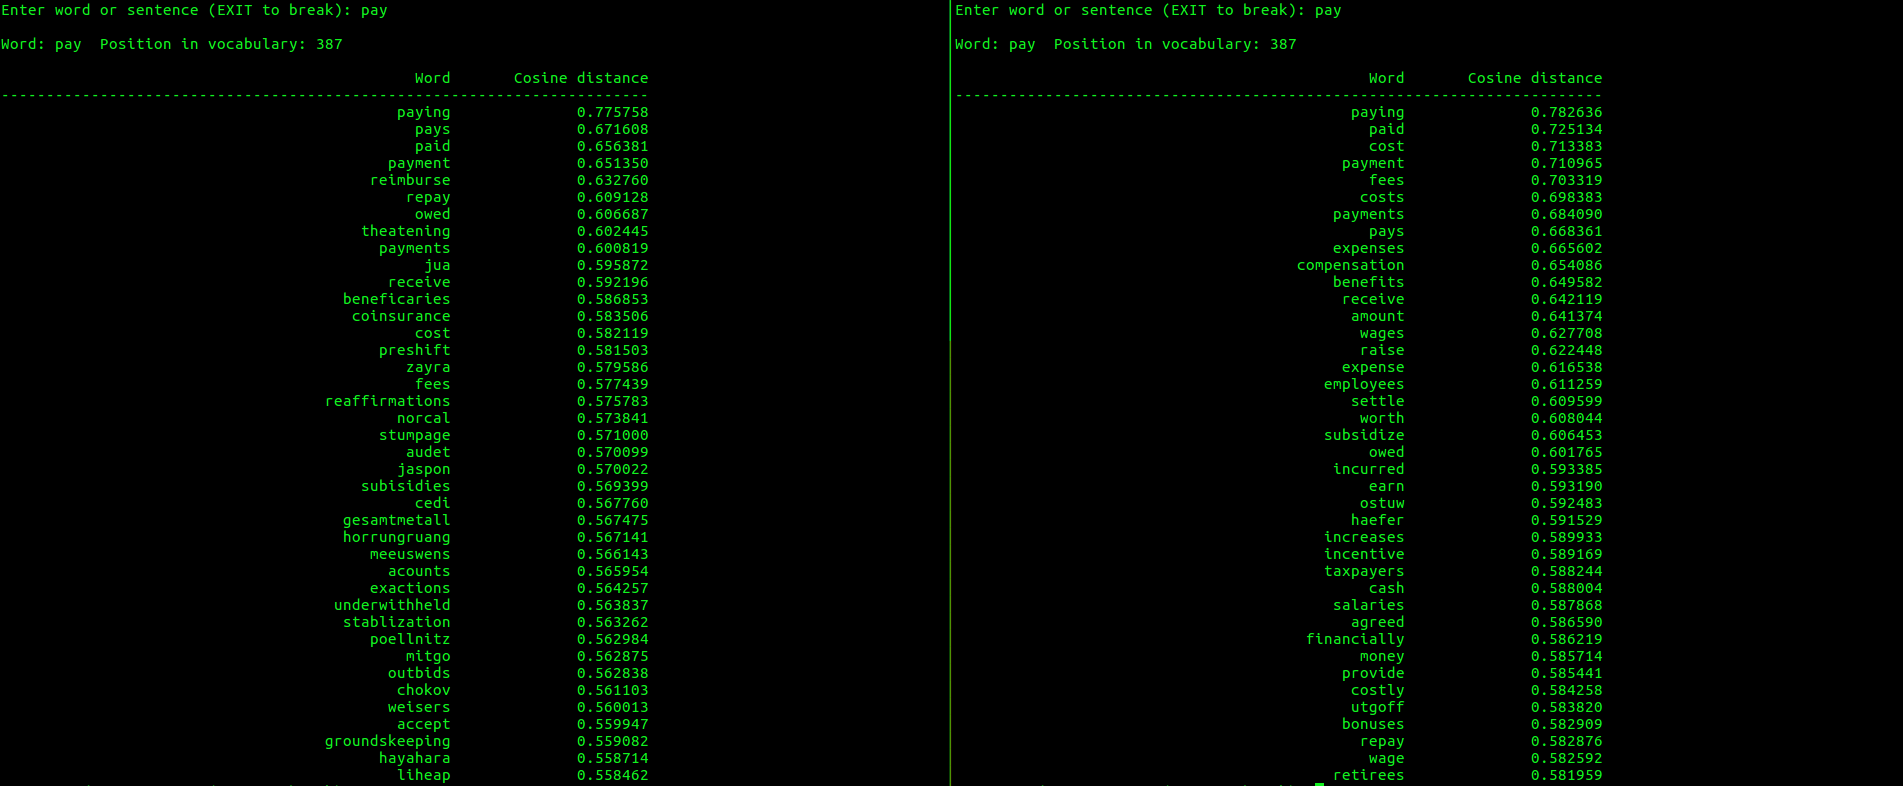 Enter word or sentence (EXIT to break): pay
Word: pay  Position in vocabulary: 387
Word Cosine distance
------------------------------------------------------------------------
paying 0.775758
pays 0.671608
paid 0.656381
payment 0.651350
reimburse 0.632760
repay 0.609128
owed 0.606687
theatening 0.602445
payments 0.600819
jua 0.595872
receive 0.592196
beneficaries 0.586853
coinsurance 0.583506
cost 0.582119
preshift 0.581503
zayra 0.579586
fees 0.577439
reaffirmations 0.575783
norcal 0.573841
stumpage 0.571000
audet 0.570099
jaspon 0.570022
subisidies 0.569399
cedi 0.567760
gesamtmetall 0.567475
horrungruang 0.567141
meeuswens 0.566143
acounts 0.565954
exactions 0.564257
underwithheld 0.563837
stablization 0.563262
poellnitz 0.562984
mitgo 0.562875
outbids 0.562838
chokov 0.561103
weisers 0.560013
accept 0.559947
groundskeeping 0.559082
hayahara 0.558714
liheap 0.558462
Enter word or sentence (EXIT to break): pay
Word: pay  Position in vocabulary: 387
Word Cosine distance
------------------------------------------------------------------------
paying 0.782636
paid 0.725134
cost 0.713383
payment 0.710965
fees 0.703319
costs 0.698383
payments 0.684090
pays 0.668361
expenses 0.665602
compensation 0.654086
benefits 0.649582
receive 0.642119
amount 0.641374
wages 0.627708
raise 0.622448
expense 0.616538
employees 0.611259
settle 0.609599
worth 0.608044
subsidize 0.606453
owed 0.601765
incurred 0.593385
earn 0.593190
ostuw 0.592483
haefer 0.591529
increases 0.589933
incentive 0.589169
taxpayers 0.588244
cash 0.588004
salaries 0.587868
agreed 0.586590
financially 0.586219
money 0.585714
provide 0.585441
costly 0.584258
utgoff 0.583820
bonuses 0.582909
repay 0.582876
wage 0.582592
retirees 0.581959